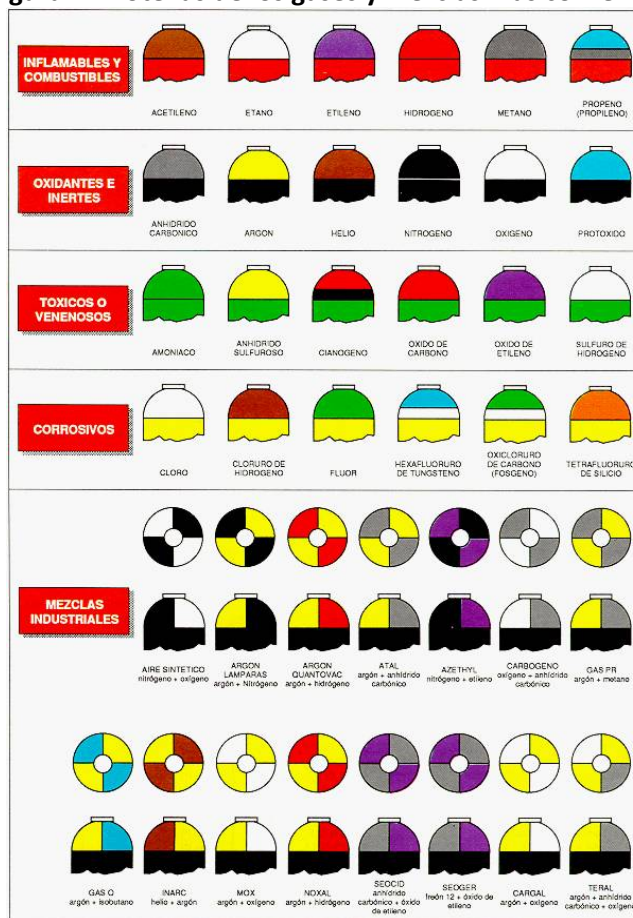 INFLAMABLES Y
COMBUSTIBLES
ACETILENO
ETANO
ETILENO
HIDROGENO
METANO
PROPENO
(PROPILENO)
OXIDANTES E
INERTES
ANHIDRIDO
CARBONICO
ARGON
HELIO
NITROGENO
OXIGENO
PROTOXIDO
TOXICOS O
VENENOSOS
AMONIACO
ANHIDRIDO
SULFUROSO
CIANOGENO
OXIDO DE
CARBONO
OXIDO DE
ETILENO
SULFURO DE
HIDROGENO
CORROSIVOS
CLORO
CLORURO DE
HIDROGENO
FLUOR
HEXAFLUORURO
DE TUNGSTENO
OXICLORURO
DE CARBONO
(FOSGENO)
TETRAFLUORURO
DE SILICIO
MEZCLAS
INDUSTRIALES
AIRE SINTETICO
nitrógeno + oxígeno
ARGON
LAMPARAS
argón + Nitrógeno
ARGON
QUANTOVAC
argón + hidrógeno
ATAL
argón + anhídrido
carbónico
AZETHYL
nitrógeno + etileno
CARBOGENO
oxígeno + anhídrido
carbónico
GAS PR
argón + metano
GAS Q
argón + isobutano
INARC
helio + argón
MOX
argón + oxígeno
NOXAL
argón + hidrógeno
SEOCID
anhídrido
carbónico + óxido
de etileno
SEOGER
freón 12 + óxido de
etileno
CARGAL
argón + oxígeno
TERAL
argón + anhídrido
carbónico + oxígeno